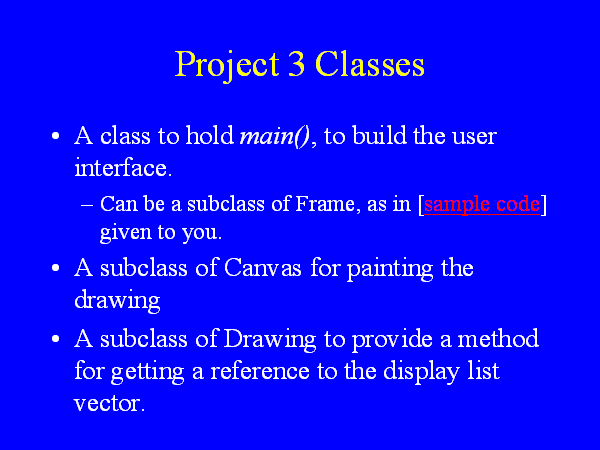 Project 3 Classes
• A class to hold main(), to build the user
interface.
– Can be a subclass of Frame, as in [sample code]
given to you.
• A subclass of Canvas for painting the
drawing
• A subclass of Drawing to provide a method
for getting a reference to the display list
vector.